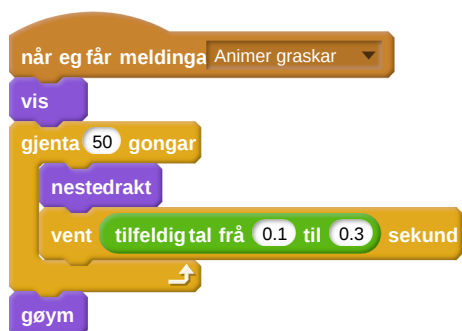 når eg får meldinga Animer graskar
vis
gjenta 50 gongar
nestedrakt
vent tilfeldig tal frå 0.1 til 0.3 sekund
gøym